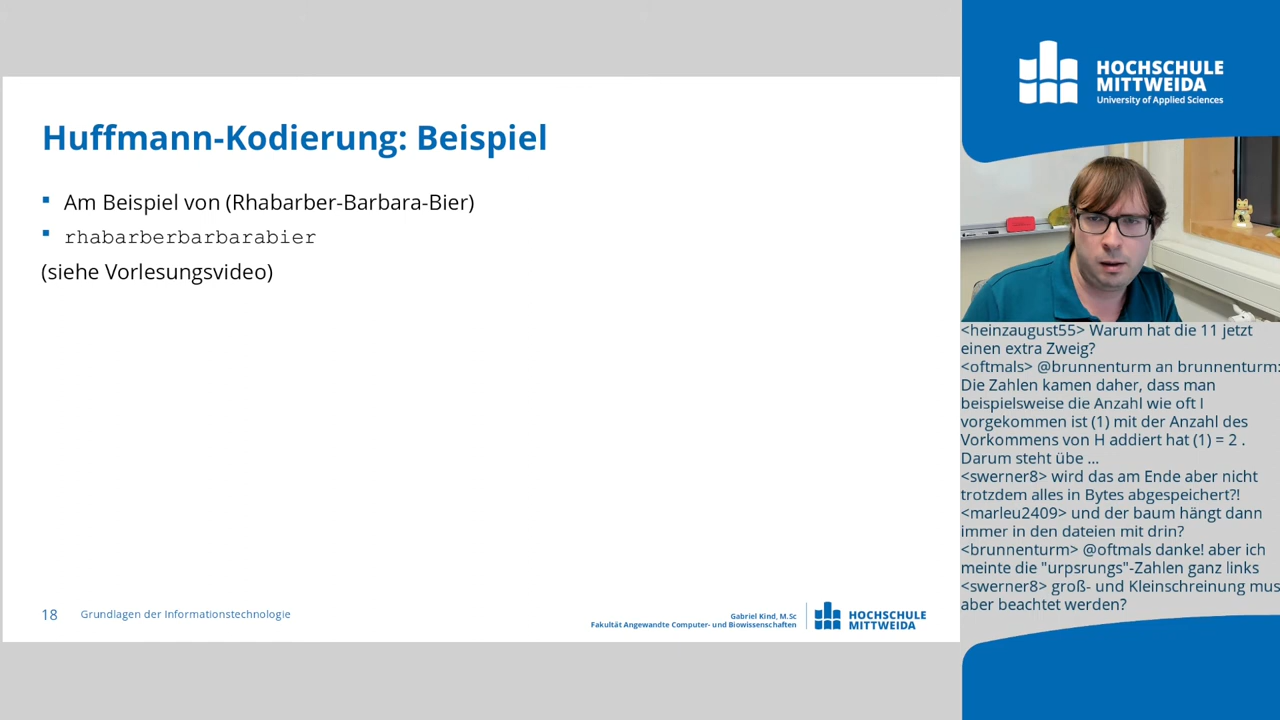 Huffmann-Kodierung: Beispiel
Am Beispiel von (Rhabarber-Barbara-Bier)
rhabarberbarbarabier
(siehe Vorlesungsvideo)
18
Grundlagen der Informationstechnologie
Gabriel Kind, M.Sc
Fakultät Angewandte Computer- und Biowissenschaften
HOCHSCHULE
MITTWEIDA
HOCHSCHULE
MITTWEIDA
University of Applied Sciences
<heinzaugust55> Warum hat die 11 jetzt
einen extra Zweig?
<oftmals> @brunnenturm an brunnenturm:
Die Zahlen kamen daher, dass man
beispielsweise die Anzahl wie oft I
vorgekommen ist (1) mit der Anzahl des
Vorkommens von H addiert hat (1) = 2 .
Darum steht übe ...
<swerner8> wird das am Ende aber nicht
trotzdem alles in Bytes abgespeichert?!
<marleu2409> und der baum hängt dann
immer in den dateien mit drin?
<brunnenturm> @oftmals danke! aber ich
meinte die "urpsrungs"-Zahlen ganz links
<swerner8> groß- und Kleinschreinung mus
aber beachtet werden?